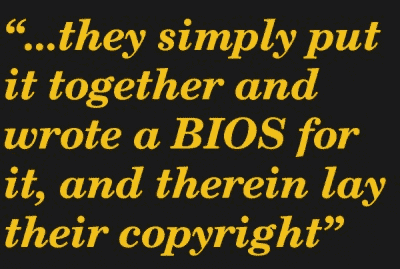 “...they simply put
it together and
wrote a BIOS for
it, and therein lay
their copyright”